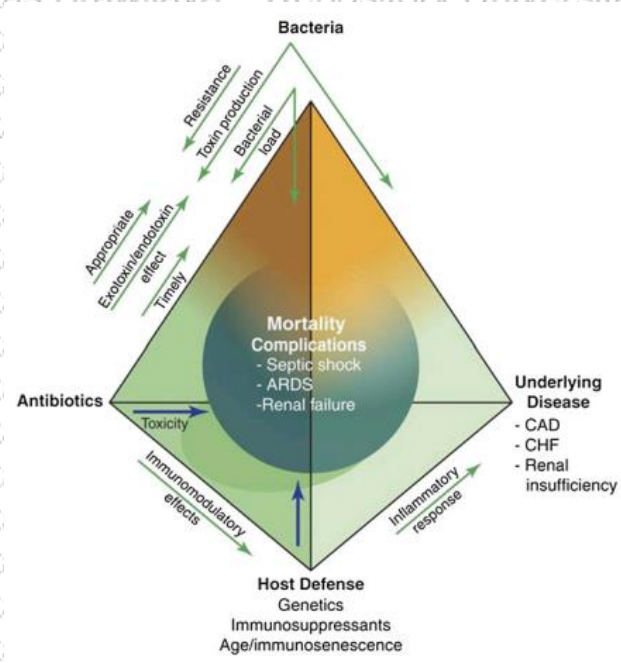 Bacteria
Resistance
Toxin production
Bacterial
load
Appropriate
Exotoxin/endotoxin
effect
Timely
Mortality
Complications
- Septic shock
- ARDS
-Renal failure
Antibiotics
Toxicity
Underlying
Disease
- CAD
- CHF
- Renal
insufficiency
Immunomodulatory
effects
Inflammatory
response
Host Defense
Genetics
Immunosuppressants
Age/immunosenescence